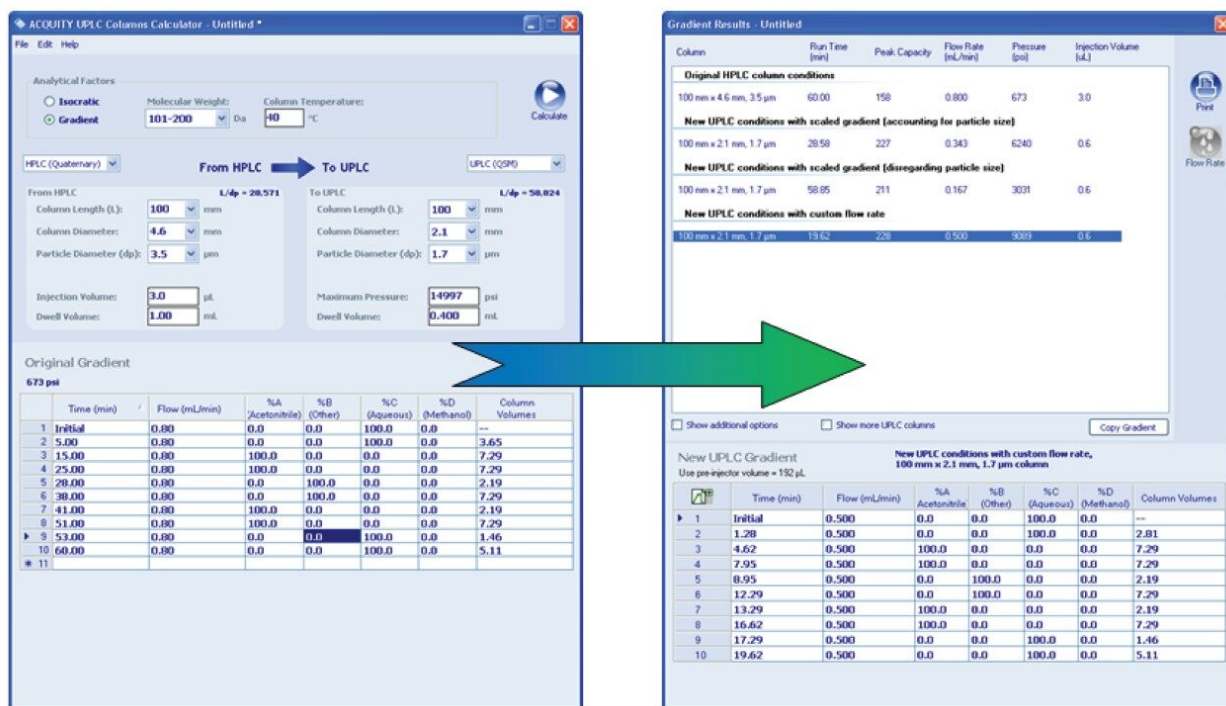 ACQUITY UPLC Columns Calculator - Untitled *
File Edit Help
Analytical Factors
Isocratic
Gradient
Molecular Weight:
101-200 Da
Column Temperature:
40 °C
Calculate
HPLC (Quaternary)
From HPLC To UPLC
UPLC (QSM)
From HPLC L/dp = 28,571
Column Length (L): 100 mm
Column Diameter: 4.6 mm
Particle Diameter (dp): 3.5 µm
Injection Volume: 3.0 µL
Dwell Volume: 1.00 mL
To UPLC L/dp = 58,824
Column Length (L): 100 mm
Column Diameter: 2.1 mm
Particle Diameter (dp): 1.7 µm
Maximum Pressure: 14997 psi
Dwell Volume: 0.400 mL
Original Gradient
673 psi
Time (min) Flow (mL/min) %A (Acetonitrile) %B (Other) %C (Aqueous) %D (Methanol) Column Volumes
1 Initial 0.80 0.0 0.0 100.0 0.0 --
2 5.00 0.80 0.0 0.0 100.0 0.0 3.65
3 15.00 0.80 100.0 0.0 0.0 0.0 7.29
4 25.00 0.80 100.0 0.0 0.0 0.0 7.29
5 28.00 0.80 0.0 100.0 0.0 0.0 2.19
6 38.00 0.80 0.0 100.0 0.0 0.0 7.29
7 41.00 0.80 100.0 0.0 0.0 0.0 2.19
8 51.00 0.80 100.0 0.0 0.0 0.0 7.29
9 53.00 0.80 0.0 0.0 100.0 0.0 1.46
10 60.00 0.80 0.0 0.0 100.0 0.0 5.11
* 11
Gradient Results - Untitled
Column Run Time (min) Peak Capacity Flow Rate (mL/min) Pressure (psi) Injection Volume (uL)
Original HPLC column conditions
100 mm x 4.6 mm, 3.5 µm 60.00 158 0.800 673 3.0
New UPLC conditions with scaled gradient (accounting for particle size)
100 mm x 2.1 mm, 1.7 µm 28.58 227 0.343 6240 0.6
New UPLC conditions with scaled gradient (disregarding particle size)
100 mm x 2.1 mm, 1.7 µm 58.85 211 0.167 3031 0.6
New UPLC conditions with custom flow rate
100 mm x 2.1 mm, 1.7 µm 19.62 228 0.500 9089 0.6
Print
Flow Rate
Show additional options
Show more UPLC columns
Copy Gradient
New UPLC Gradient
Use pre-injector volume = 192 µL
New UPLC conditions with custom flow rate,
100 mm x 2.1 mm, 1.7 µm column
Time (min) Flow (mL/min) %A Acetonitrile %B (Other) %C (Aqueous) %D (Methanol) Column Volumes
1 Initial 0.500 0.0 0.0 100.0 0.0 --
2 1.28 0.500 0.0 0.0 100.0 0.0 2.81
3 4.62 0.500 100.0 0.0 0.0 0.0 7.29
4 7.95 0.500 100.0 0.0 0.0 0.0 7.29
5 8.95 0.500 0.0 100.0 0.0 0.0 2.19
6 12.29 0.500 0.0 100.0 0.0 0.0 7.29
7 13.29 0.500 100.0 0.0 0.0 0.0 2.19
8 16.62 0.500 100.0 0.0 0.0 0.0 7.29
9 17.29 0.500 0.0 0.0 100.0 0.0 1.46
10 19.62 0.500 0.0 0.0 100.0 0.0 5.11